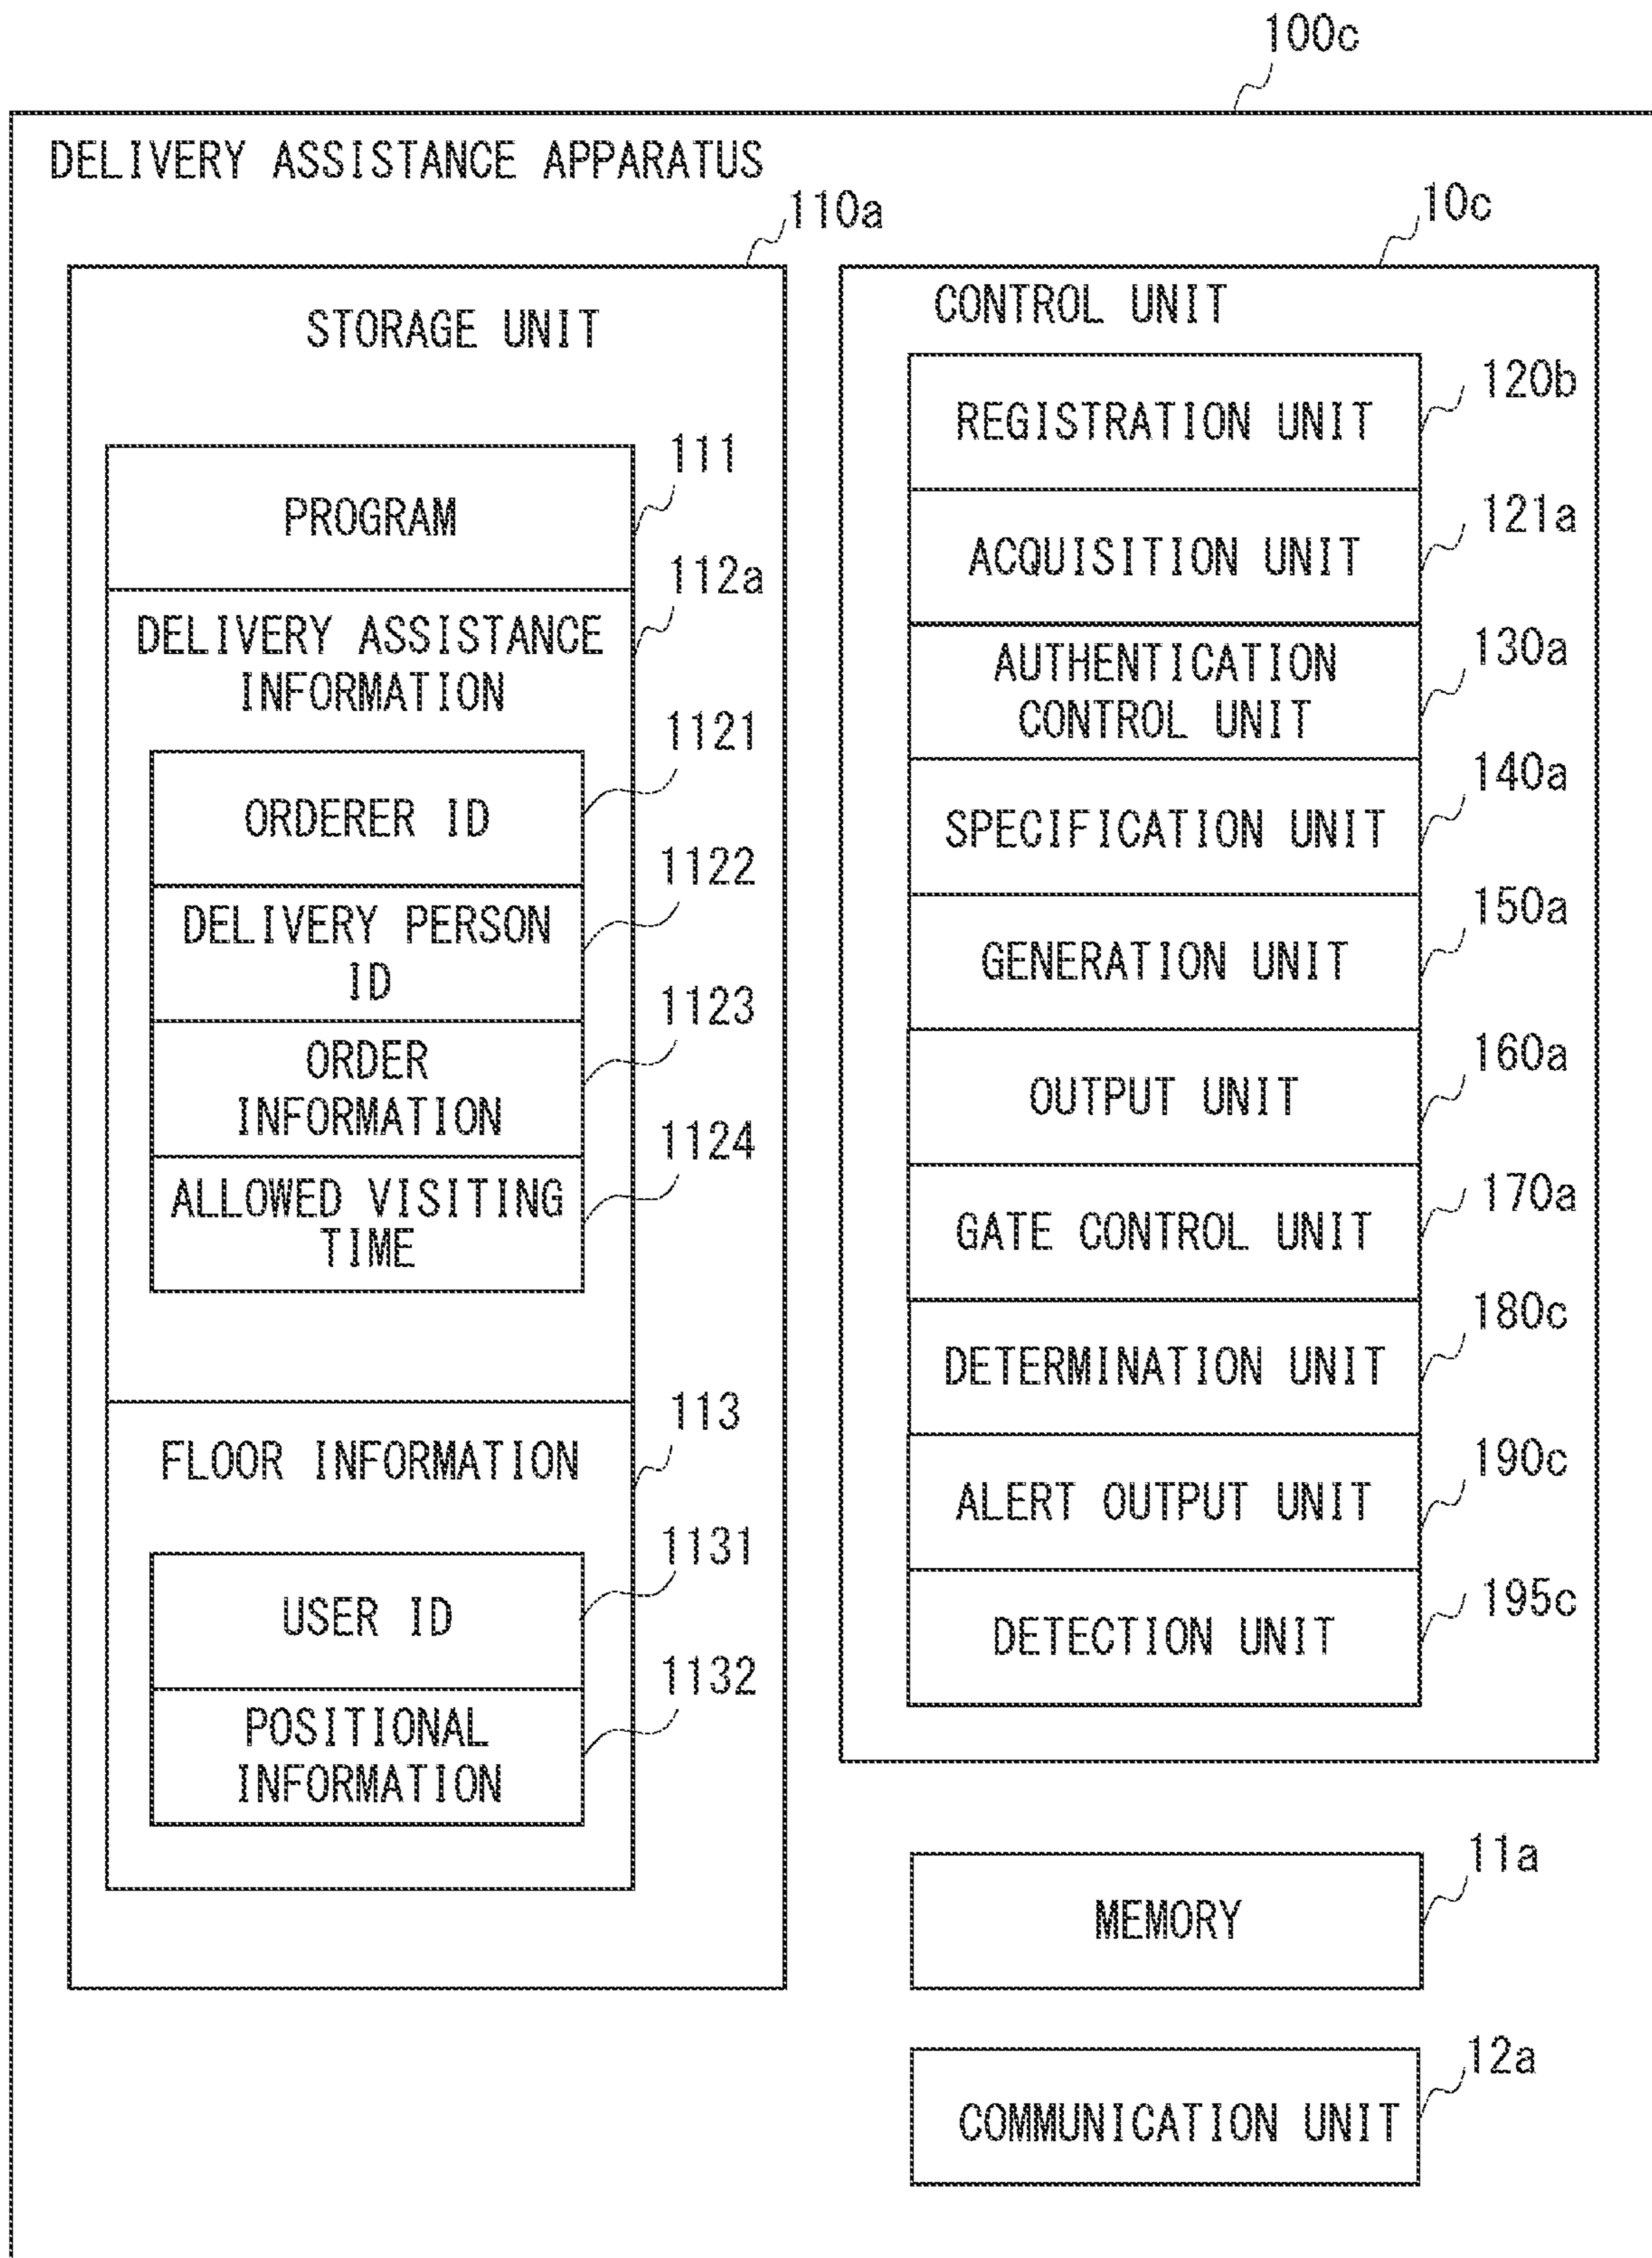 100c
DELIVERY ASSISTANCE APPARATUS
110a
STORAGE UNIT
PROGRAM
111
DELIVERY ASSISTANCE
INFORMATION
112a
ORDERER ID
1121
DELIVERY PERSON
ID
1122
ORDER
INFORMATION
1123
ALLOWED VISITING
TIME
1124
FLOOR INFORMATION
113
USER ID
1131
POSITIONAL
INFORMATION
1132
10c
CONTROL UNIT
REGISTRATION UNIT
120b
ACQUISITION UNIT
121a
AUTHENTICATION
CONTROL UNIT
130a
SPECIFICATION UNIT
140a
GENERATION UNIT
150a
OUTPUT UNIT
160a
GATE CONTROL UNIT
170a
DETERMINATION UNIT
180c
ALERT OUTPUT UNIT
190c
DETECTION UNIT
195c
MEMORY
11a
COMMUNICATION UNIT
12a